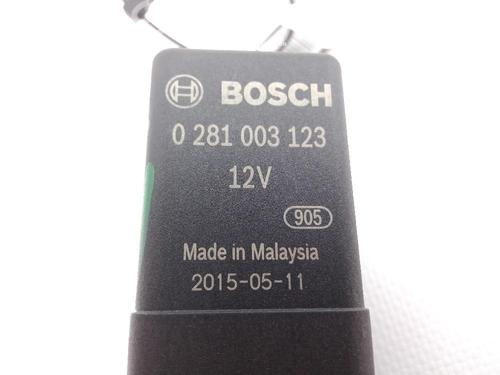 BOSCH
0 281 003 123
12V
905
Made in Malaysia
2015-05-11